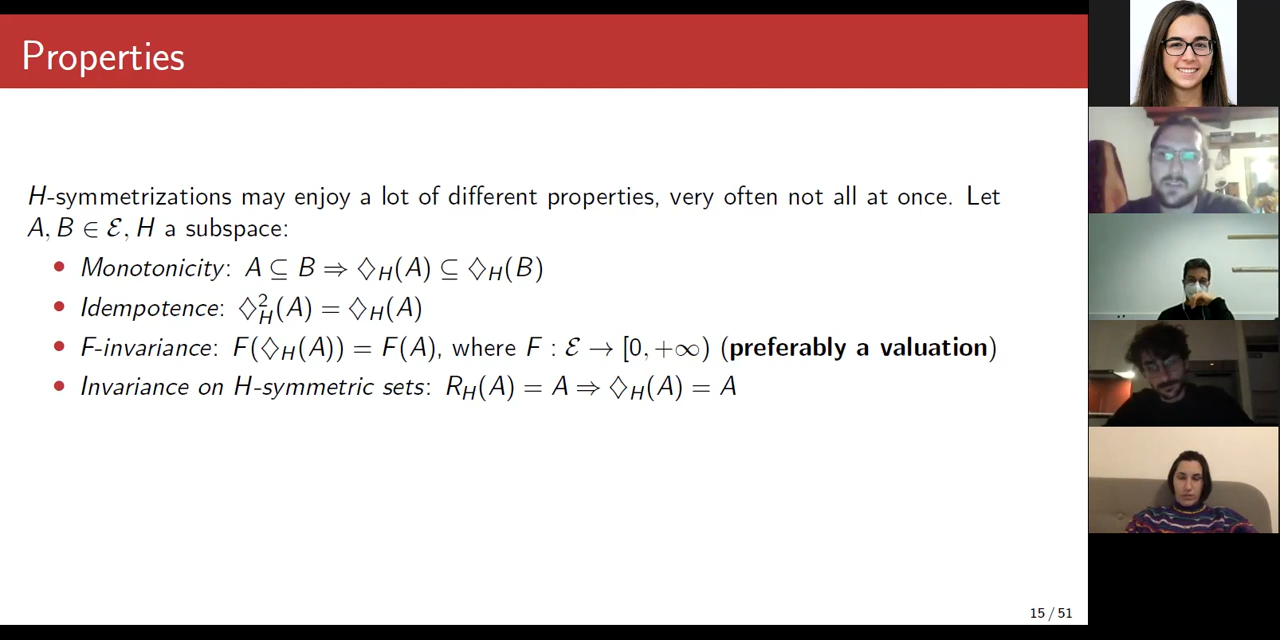 Properties
H-symmetrizations may enjoy a lot of different properties, very often not all at once. Let
A, B ∈ ℰ, H a subspace:
• Monotonicity: A ⊆ B ⇒ ♢_H(A) ⊆ ♢_H(B)
• Idempotence: ♢²_H(A) = ♢_H(A)
• F-invariance: F(♢_H(A)) = F(A), where F : ℰ → [0, +∞) (preferably a valuation)
• Invariance on H-symmetric sets: R_H(A) = A ⇒ ♢_H(A) = A
15 / 51